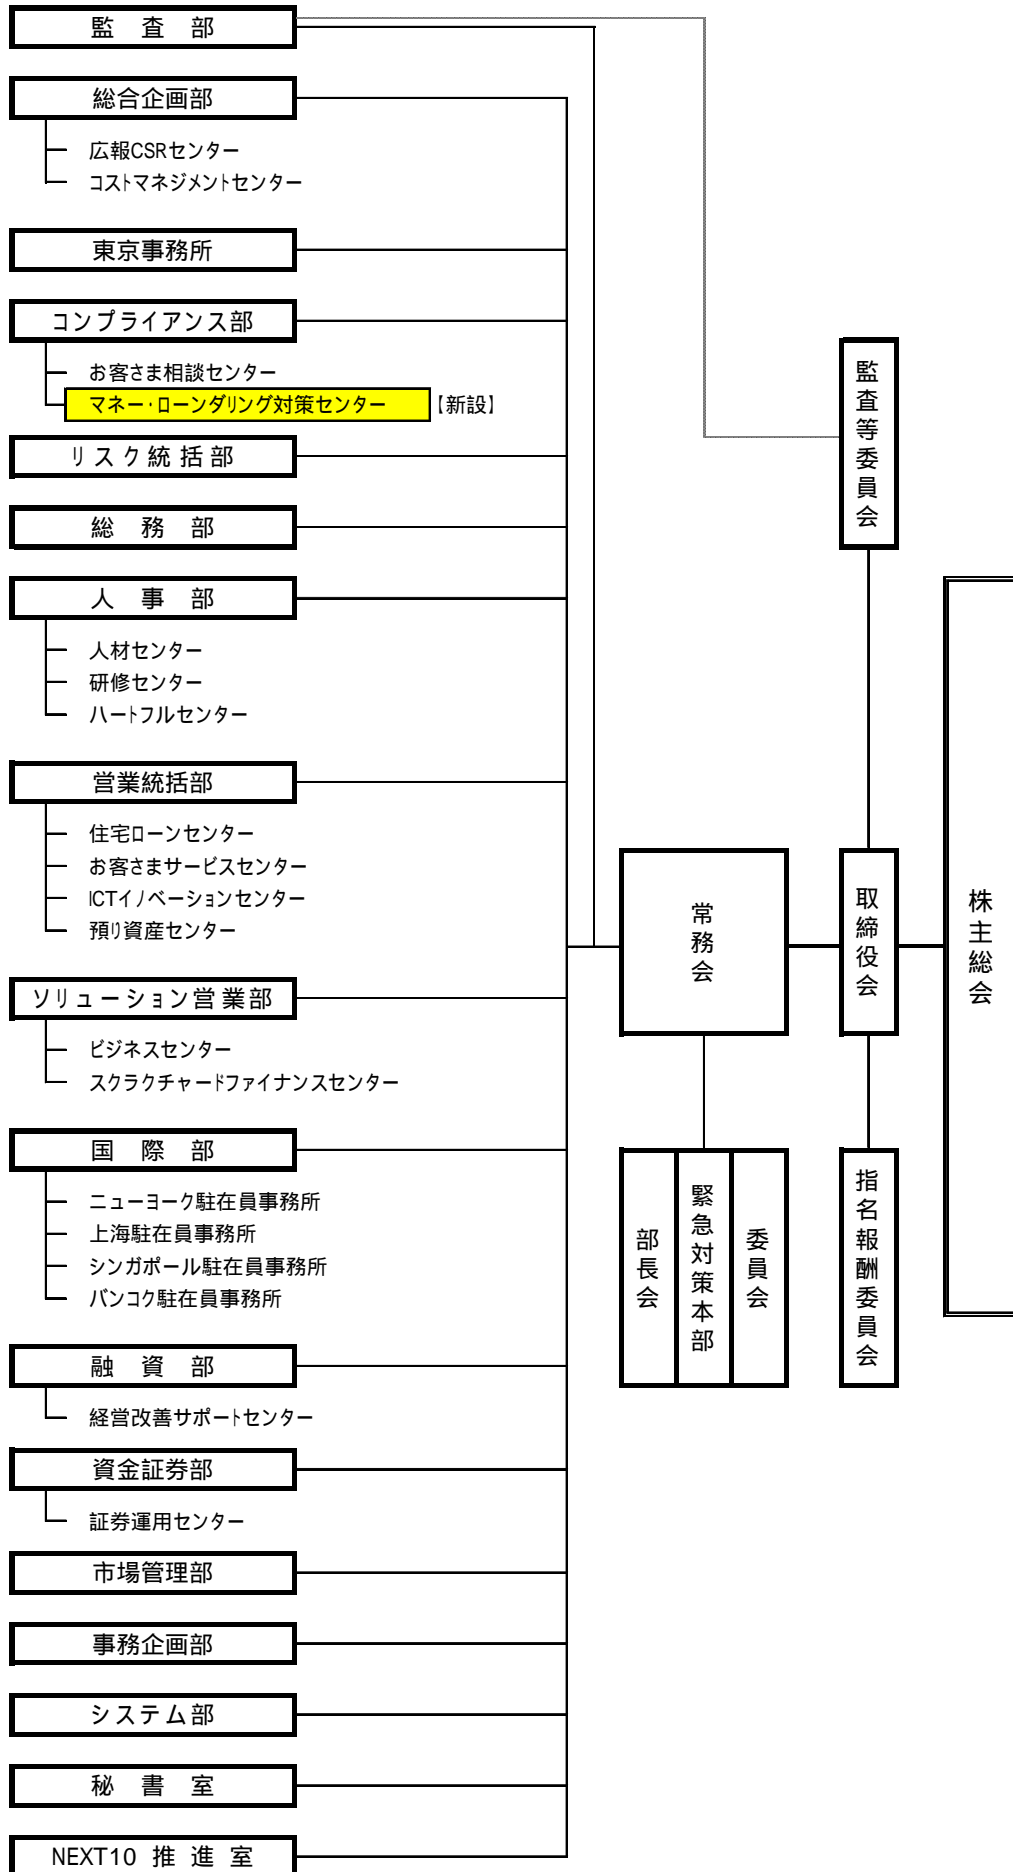 監査部
総合企画部
広報CSRセンター
コストマネジメントセンター
東京事務所
コンプライアンス部
お客さま相談センター
マネー・ローンダリング対策センター 【新設】
リスク統括部
総務部
人事部
人材センター
研修センター
ハートフルセンター
営業統括部
住宅ローンセンター
お客さまサービスセンター
ICTイノベーションセンター
預り資産センター
ソリューション営業部
ビジネスセンター
スクラクチャードファイナンスセンター
国際部
ニューヨーク駐在員事務所
上海駐在員事務所
シンガポール駐在員事務所
バンコク駐在員事務所
融資部
経営改善サポートセンター
資金証券部
証券運用センター
市場管理部
事務企画部
システム部
秘書室
NEXT10 推進室
常務会
部長会
緊急対策本部
委員会
監査等委員会
取締役会
指名報酬委員会
株主総会